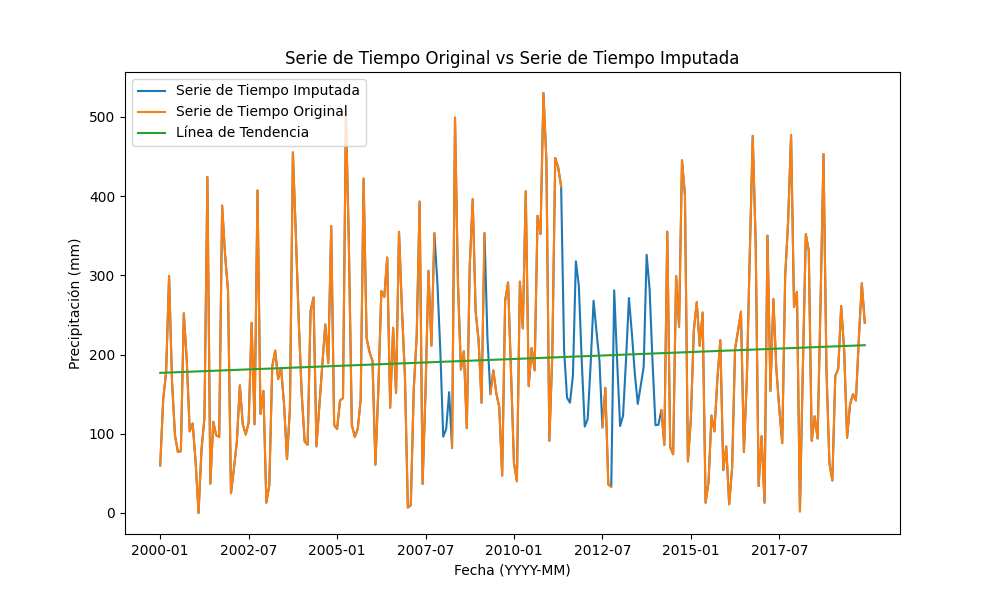 Serie de Tiempo Original vs Serie de Tiempo Imputada
Serie de Tiempo Imputada
Serie de Tiempo Original
Línea de Tendencia
500
400
300
200
100
0
Precipitación (mm)
2000-01 2002-07 2005-01 2007-07 2010-01 2012-07 2015-01 2017-07
Fecha (YYYY-MM)